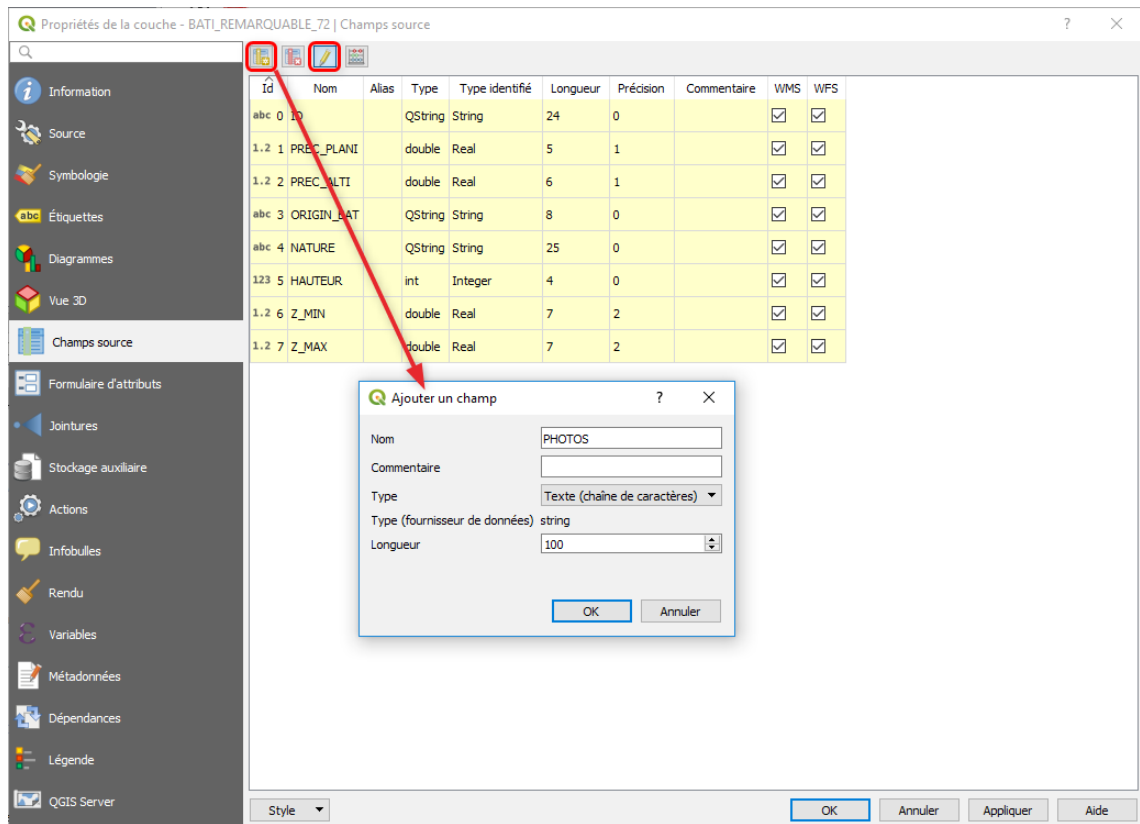 Propriétés de la couche - BATI_REMARQUABLE_72 | Champs source
Information
Source
Symbologie
abc Étiquettes
Diagrammes
Vue 3D
Champs source
Formulaire d'attributs
Jointures
Stockage auxiliaire
Actions
Infobulles
Rendu
Variables
Métadonnées
Dépendances
Légende
QGIS Server
Id Nom Alias Type Type identifié Longueur Précision Commentaire WMS WFS
abc 0 ID QString String 24 0
1.2 1 PREC_PLANI double Real 5 1
1.2 2 PREC_ALTI double Real 6 1
abc 3 ORIGIN_BAT QString String 8 0
abc 4 NATURE QString String 25 0
123 5 HAUTEUR int Integer 4 0
1.2 6 Z_MIN double Real 7 2
1.2 7 Z_MAX double Real 7 2
Ajouter un champ
Nom PHOTOS
Commentaire
Type Texte (chaîne de caractères)
Type (fournisseur de données) string
Longueur 100
OK Annuler
Style OK Annuler Appliquer Aide